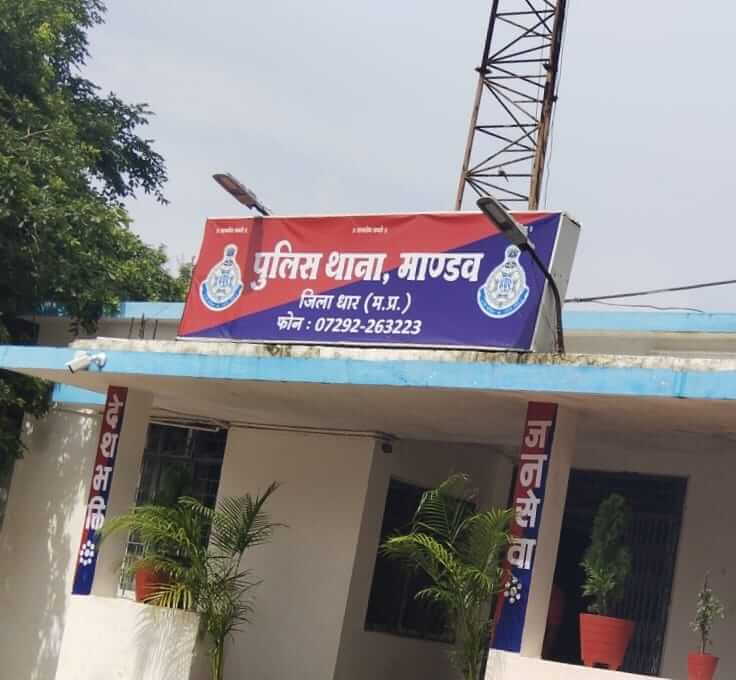 पुलिस थाना, माण्डव
जिला धार (म.प्र.)
फोन : 07292-263223
देशभक्ति
जनसेवा